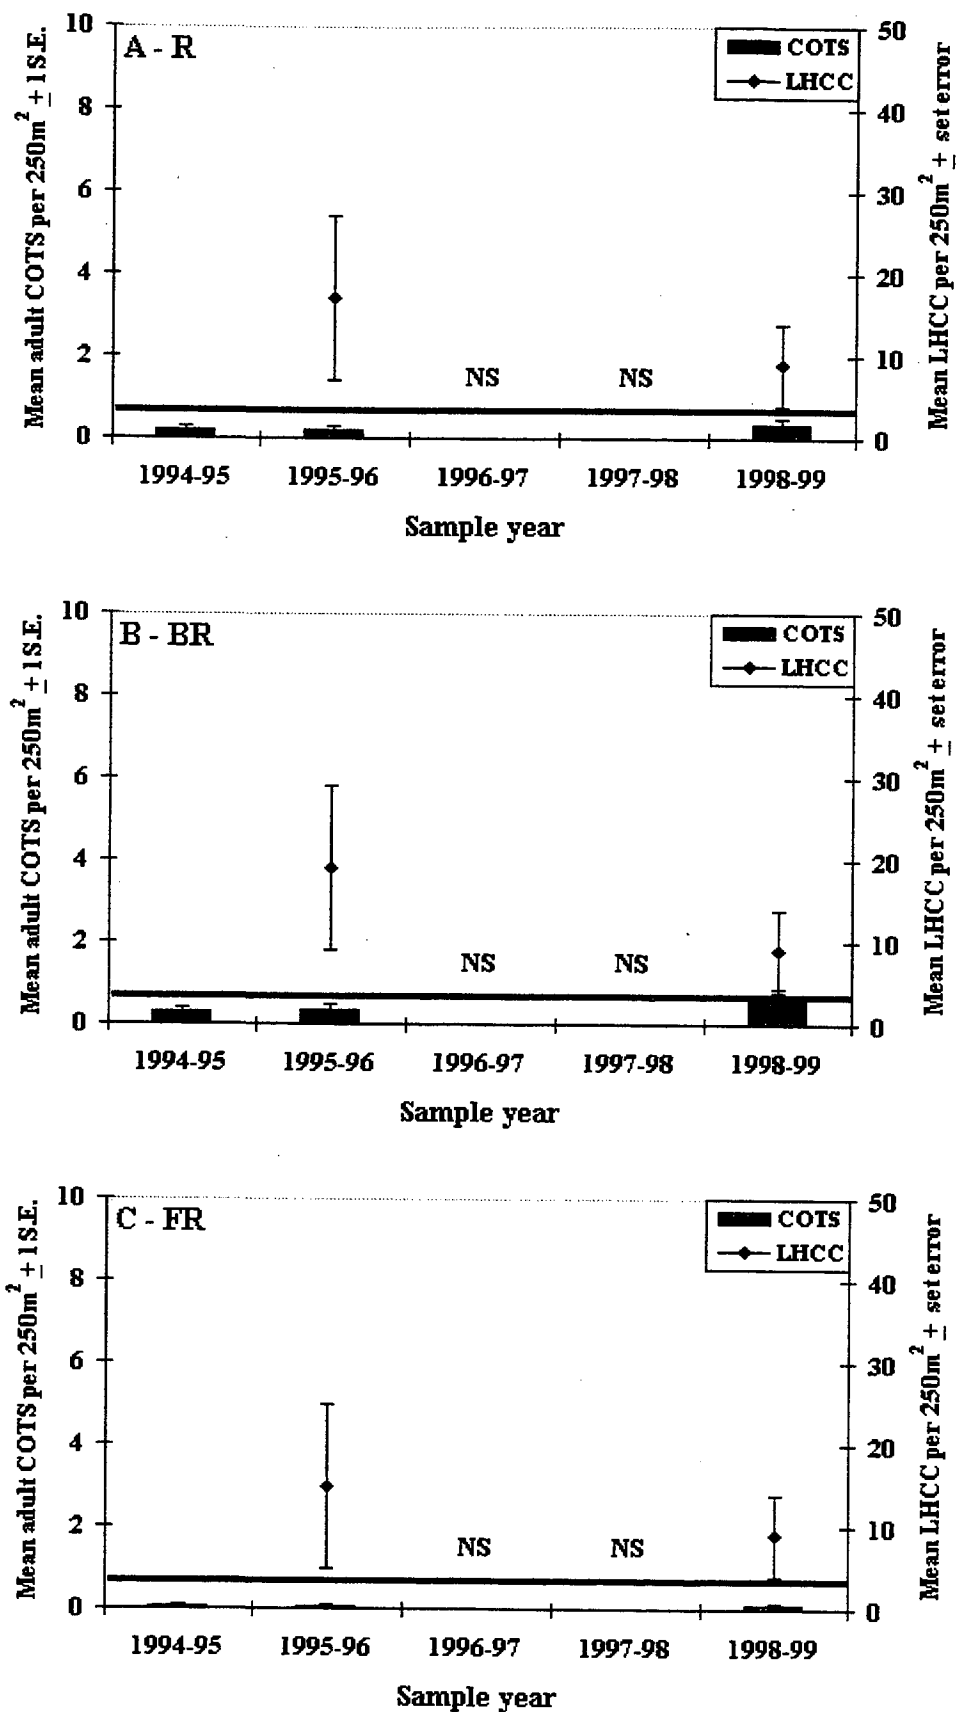 A - R
COTS
LHCC
Mean adult COTS per 250m² ± 1S.E.
10
8
6
4
2
0
Mean LHCC per 250m² ± set error
50
40
30
20
10
0
NS NS
1994-95 1995-96 1996-97 1997-98 1998-99
Sample year
B - BR
COTS
LHCC
Mean adult COTS per 250m² ± 1S.E.
10
8
6
4
2
0
Mean LHCC per 250m² ± set error
50
40
30
20
10
0
NS NS
1994-95 1995-96 1996-97 1997-98 1998-99
Sample year
C - FR
COTS
LHCC
Mean adult COTS per 250m² ± 1S.E.
10
8
6
4
2
0
Mean LHCC per 250m² ± set error
50
40
30
20
10
0
NS NS
1994-95 1995-96 1996-97 1997-98 1998-99
Sample year